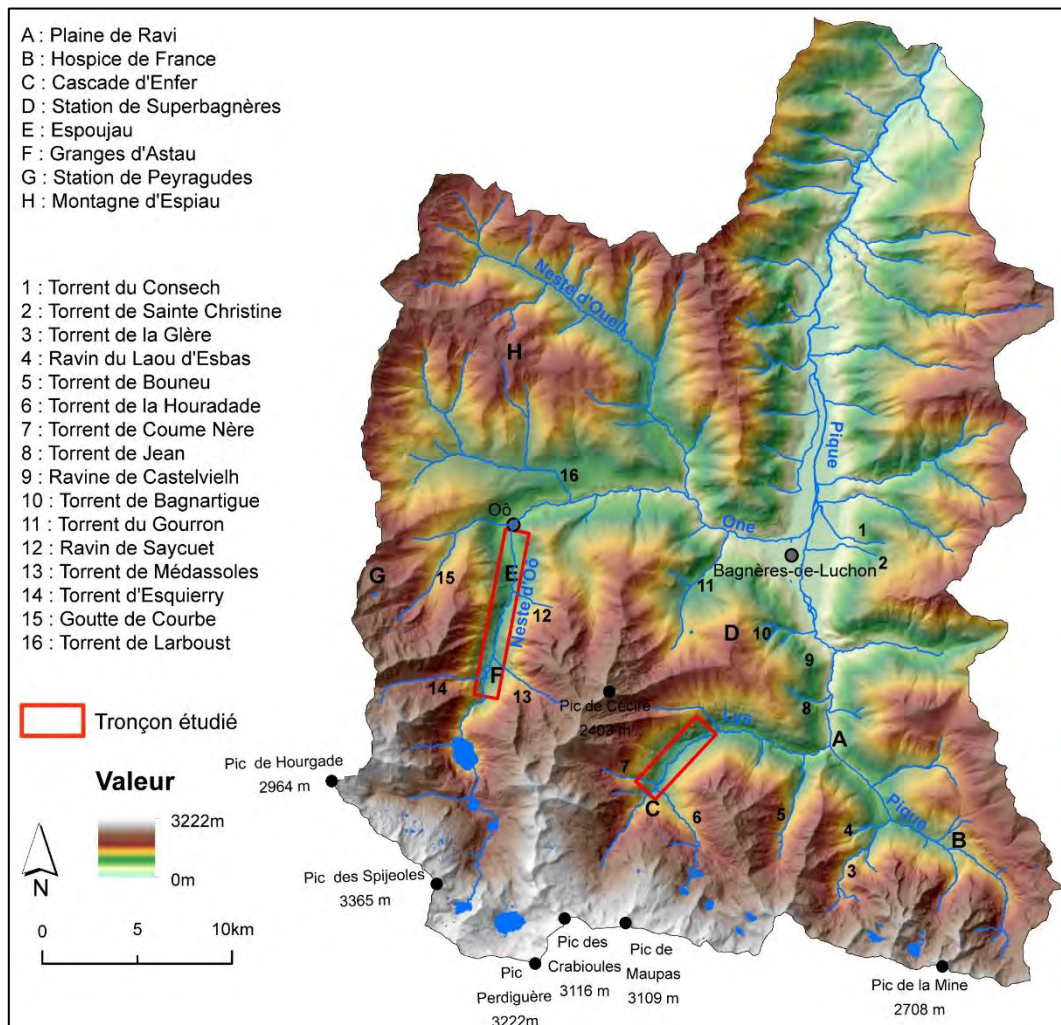 A : Plaine de Ravi
B : Hospice de France
C : Cascade d'Enfer
D : Station de Superbagnères
E : Espoujau
F : Granges d'Astau
G : Station de Peyragudes
H : Montagne d'Espiau
1 : Torrent du Consech
2 : Torrent de Sainte Christine
3 : Torrent de la Glère
4 : Ravin du Laou d'Esbas
5 : Torrent de Bouneu
6 : Torrent de la Houradade
7 : Torrent de Coume Nère
8 : Torrent de Jean
9 : Ravine de Castelvielh
10 : Torrent de Bagnartigue
11 : Torrent du Gourron
12 : Ravin de Saycuet
13 : Torrent de Médassoles
14 : Torrent d'Esquierry
15 : Goutte de Courbe
16 : Torrent de Larboust
Tronçon étudié
Valeur
3222m
0m
N
0 5 10km
Neste d'Oueil
H
Pique
16
Oô
One
1
2
Bagnères-de-Luchon
G
15
E
Neste d'Oô
12
11
D
10
9
F
14
13
Pic de Céciré
2403 m
Lys
8
A
7
C
6
5
Pique
4
3
B
Pic de Hourgade
2964 m
Pic des Spijeoles
3365 m
Pic
Perdiguère
3222m
Pic des
Crabioules
3116 m
Pic de
Maupas
3109 m
Pic de la Mine
2708 m